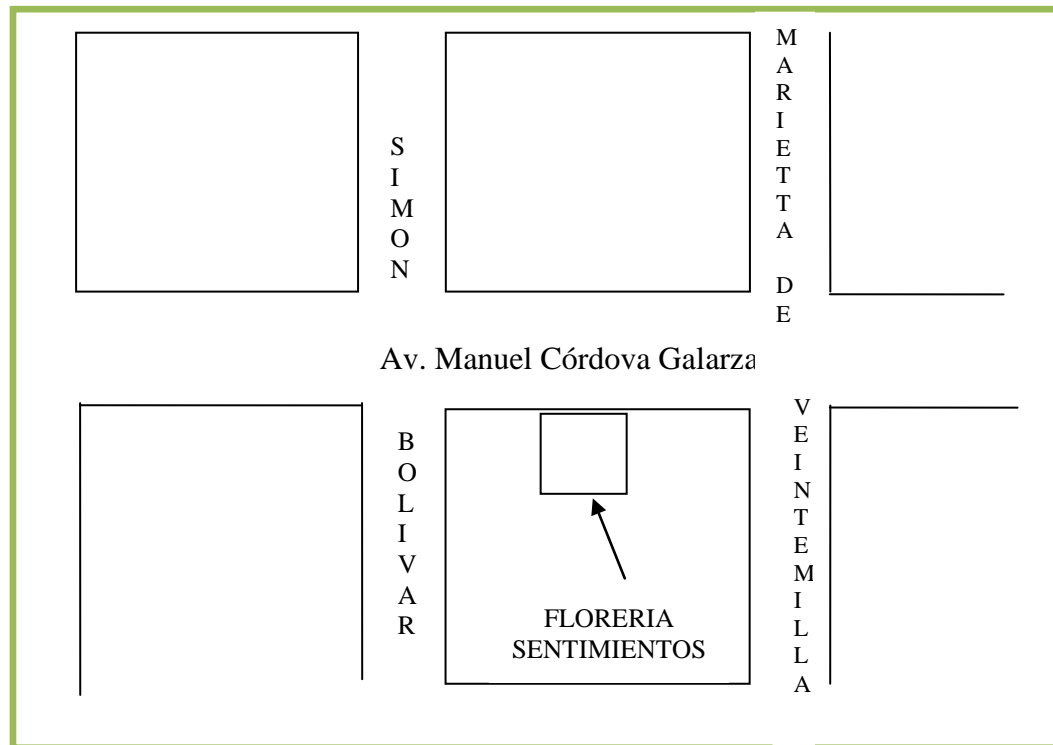 SIMON
MARIETTA DE
Av. Manuel Córdova Galarza
BOLIVAR
VEINTEMILLA
FLORERIA
SENTIMIENTOS